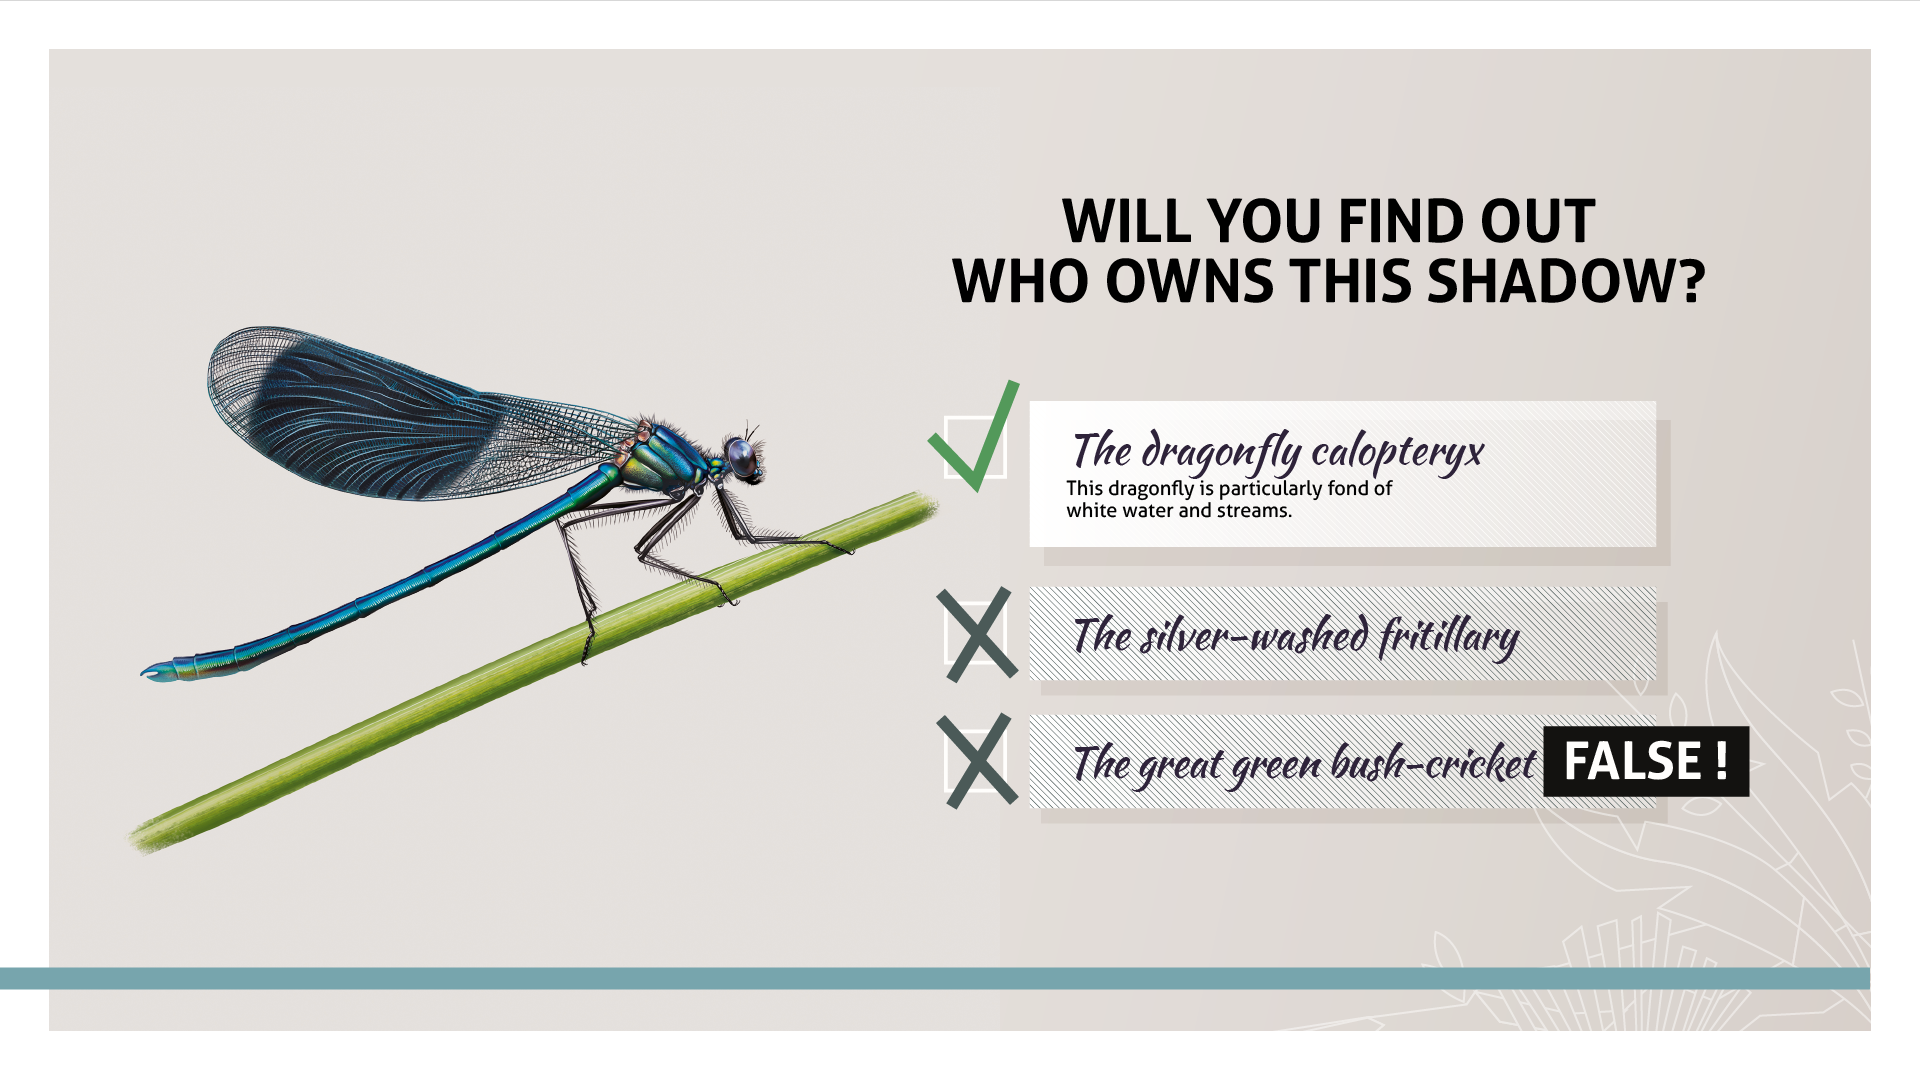 WILL YOU FIND OUT
WHO OWNS THIS SHADOW?
The dragonfly calopteryx
This dragonfly is particularly fond of
white water and streams.
The silver-washed fritillary
The great green bush-cricket
FALSE !